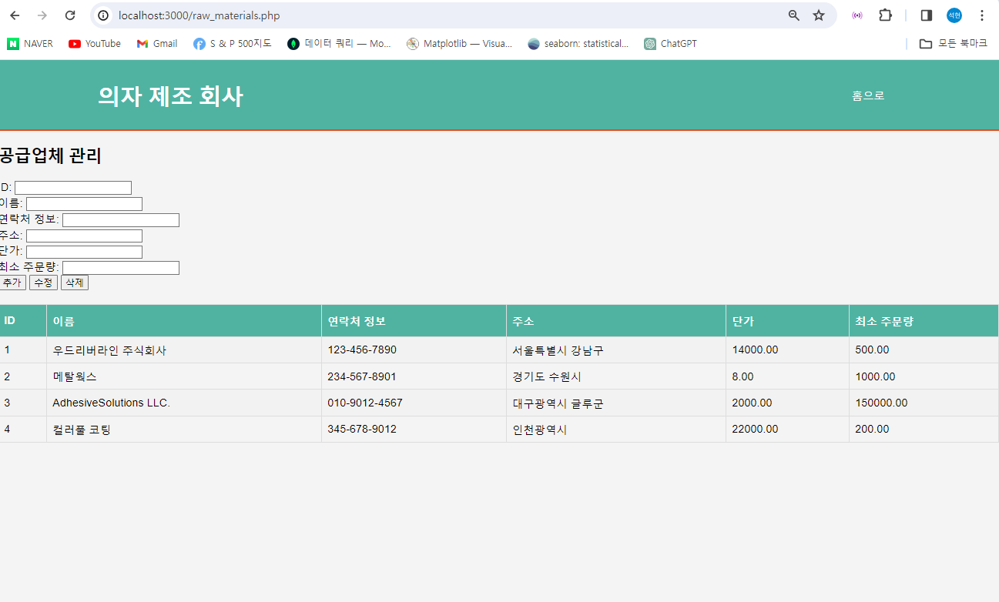 localhost:3000/raw_materials.php
석현
NAVER YouTube Gmail S & P 500지도 데이터 쿼리 — Mo... Matplotlib — Visua... seaborn: statistical... ChatGPT 모든 북마크
의자 제조 회사 홈으로
공급업체 관리
ID:
이름:
연락처 정보:
주소:
단가:
최소 주문량:
추가 수정 삭제
ID 이름 연락처 정보 주소 단가 최소 주문량
1 우드리버라인 주식회사 123-456-7890 서울특별시 강남구 14000.00 500.00
2 메탈웍스 234-567-8901 경기도 수원시 8.00 1000.00
3 AdhesiveSolutions LLC. 010-9012-4567 대구광역시 글루군 2000.00 150000.00
4 컬러풀 코팅 345-678-9012 인천광역시 22000.00 200.00